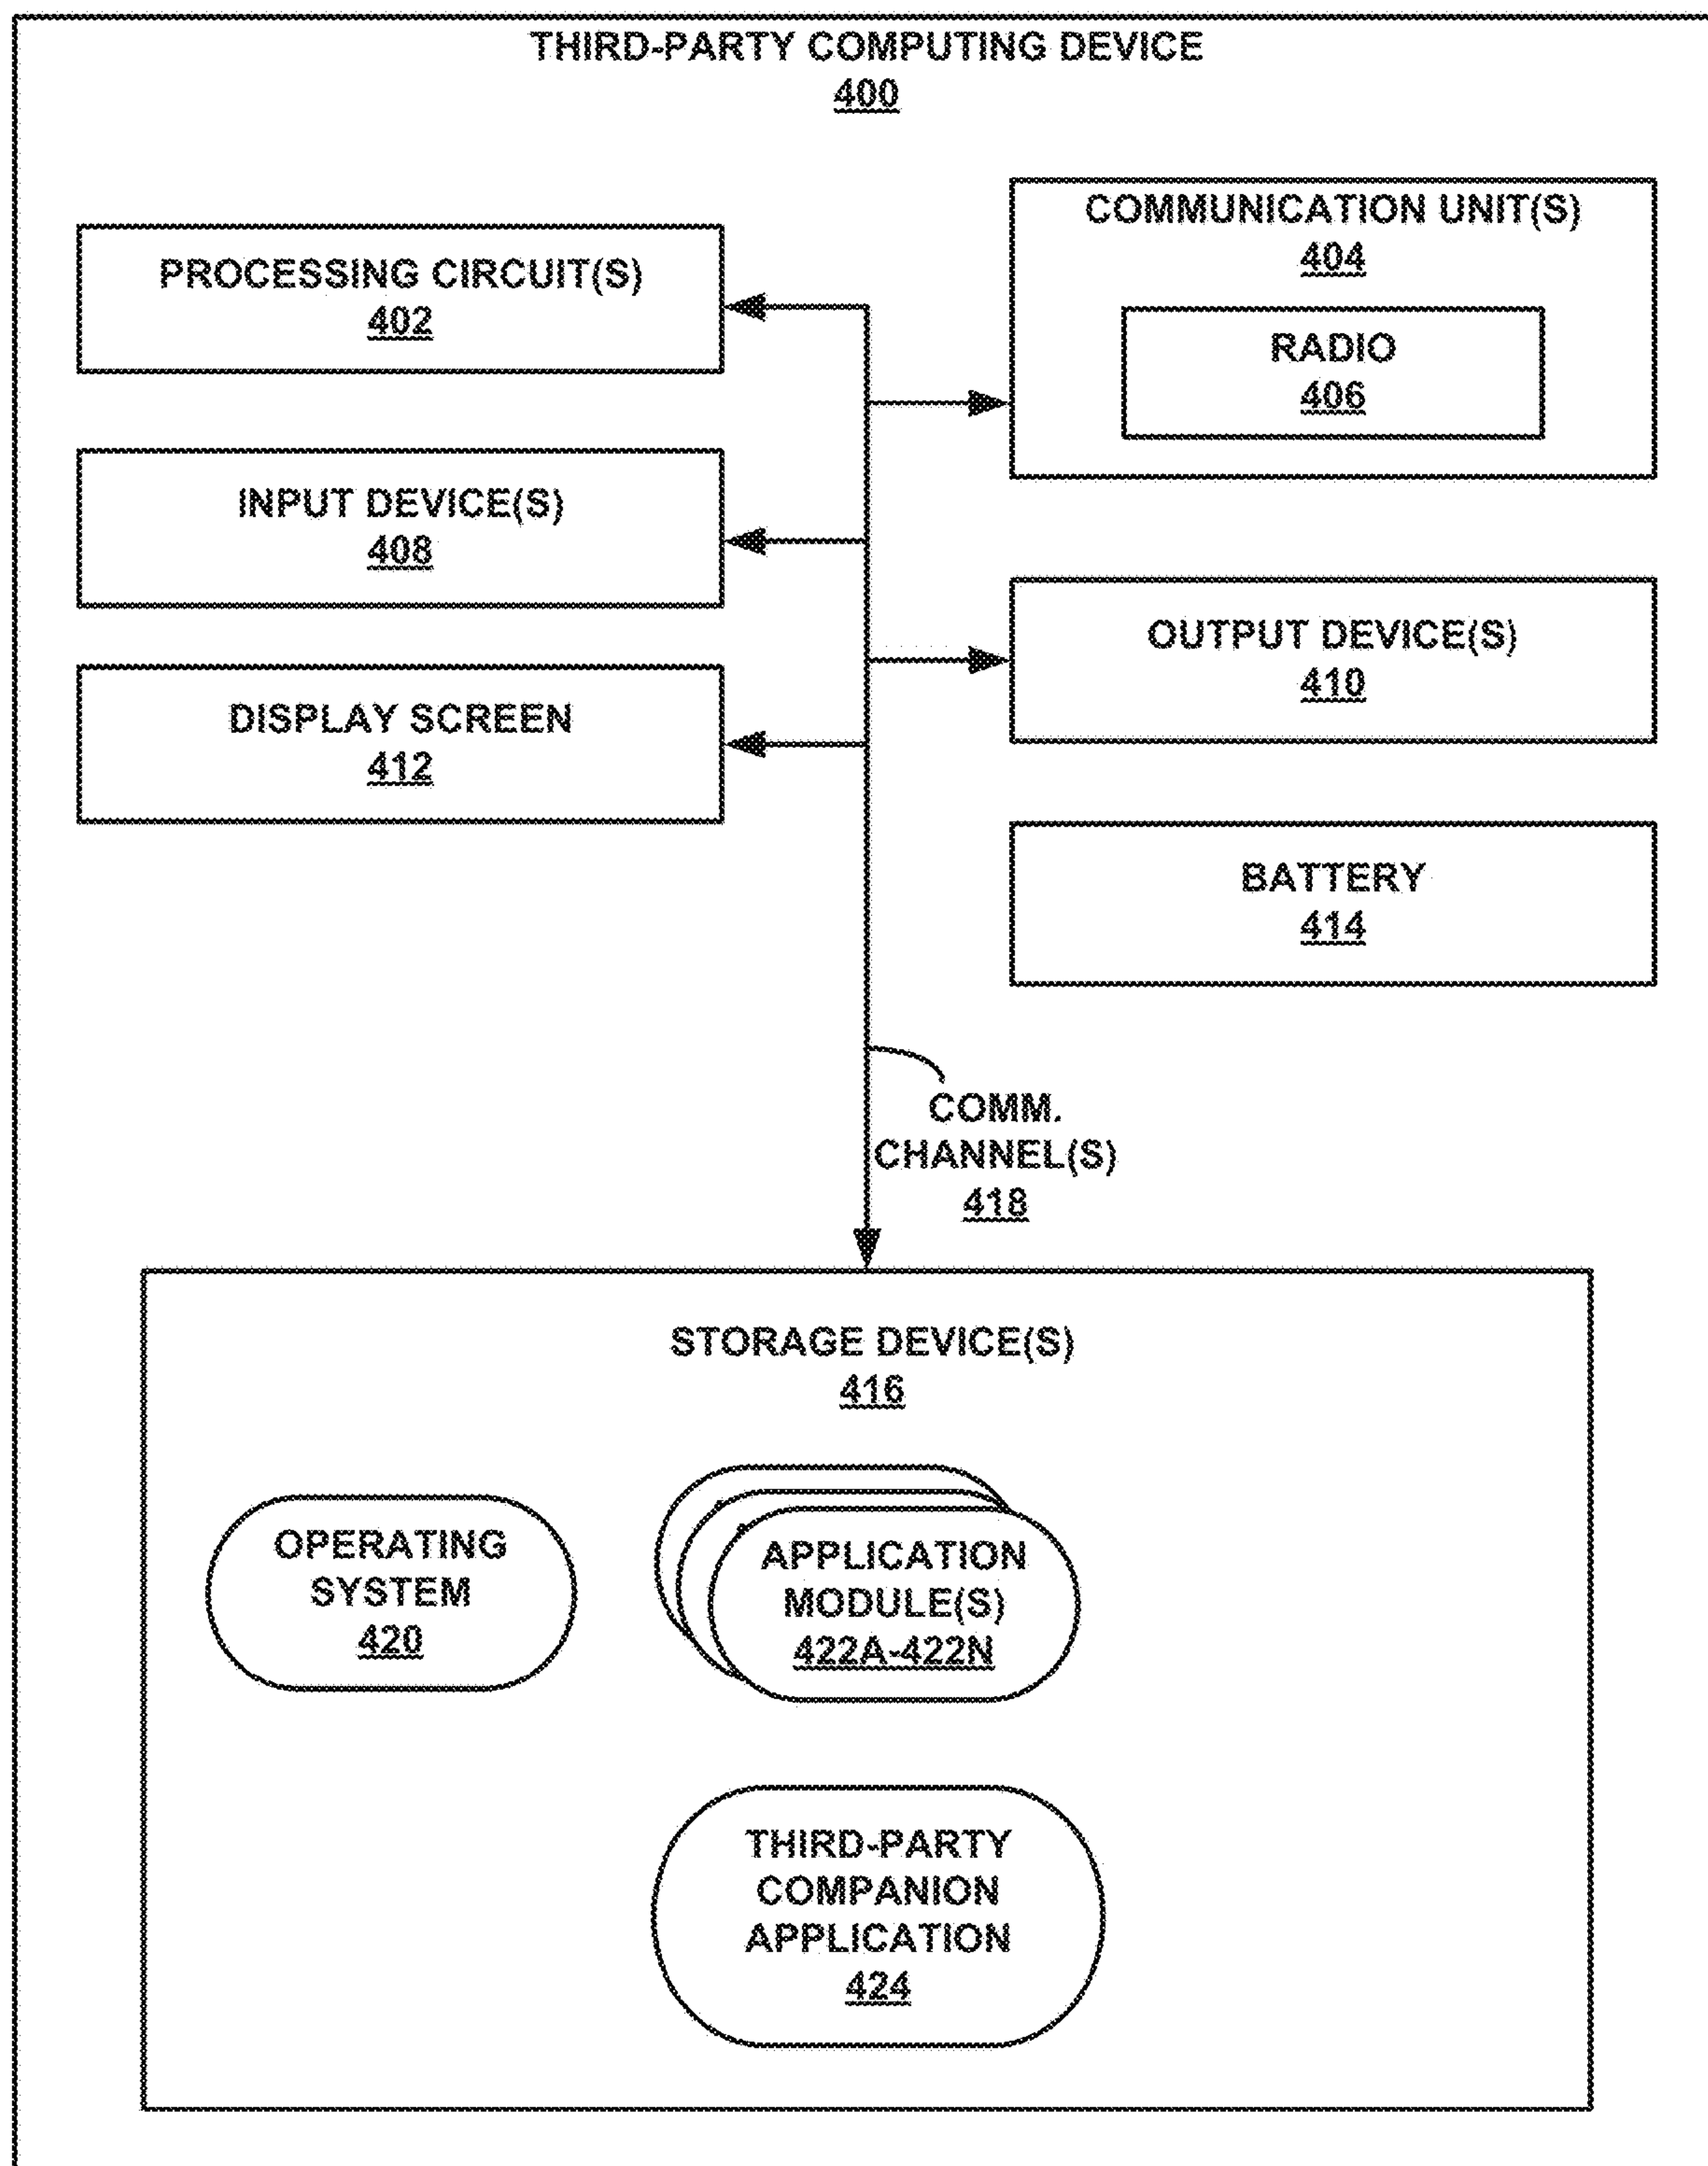 THIRD-PARTY COMPUTING DEVICE
400
PROCESSING CIRCUIT(S)
402
COMMUNICATION UNIT(S)
404
RADIO
406
INPUT DEVICE(S)
408
OUTPUT DEVICE(S)
410
DISPLAY SCREEN
412
BATTERY
414
COMM.
CHANNEL(S)
418
STORAGE DEVICE(S)
416
OPERATING
SYSTEM
420
APPLICATION
MODULE(S)
422A-422N
THIRD-PARTY
COMPANION
APPLICATION
424